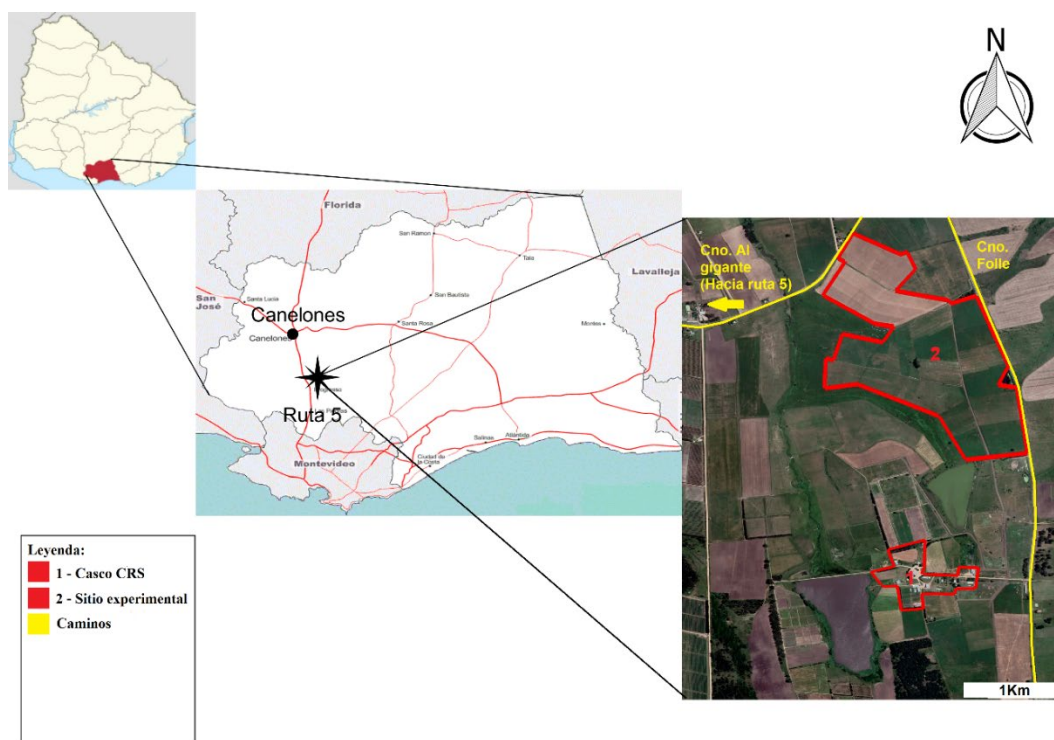 N
Florida
San Ramon
Tala
Lavalleja
San
José
Santa Lucia
San Bautista
Canelones
Canelones
Santa Rosa
Montes
Ruta 5
Montevideo
Salinas
Atlántida
Ciudad de
la Costa
Cno. Al
gigante
(Hacia ruta 5)
Cno.
Folle
2
1
1Km
Leyenda:
1 - Casco CRS
2 - Sitio experimental
Caminos